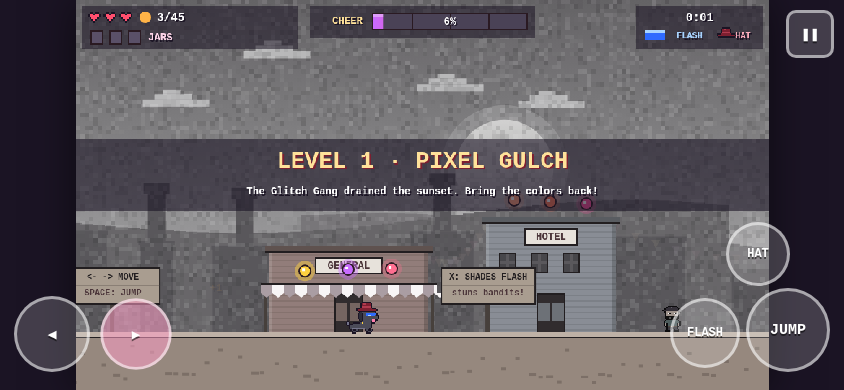 3/45
JARS
CHEER
6%
0:01
FLASH
HAT
LEVEL 1 · PIXEL GULCH
The Glitch Gang drained the sunset. Bring the colors back!
HOTEL
GENERAL
<- -> MOVE
SPACE: JUMP
X: SHADES FLASH
stuns bandits!
HAT
FLASH
JUMP